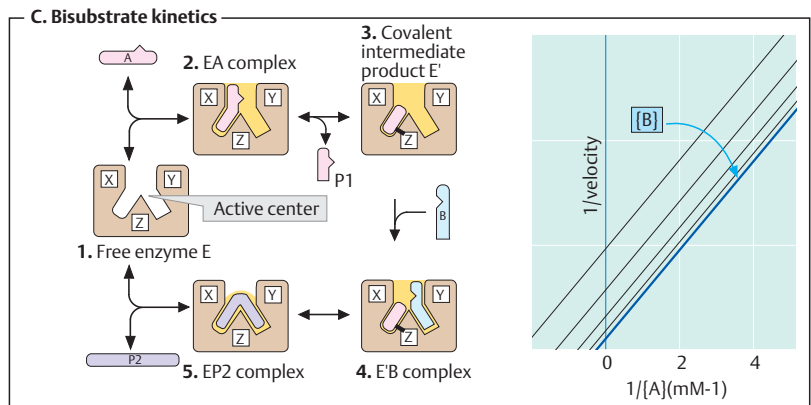 C. Bisubstrate kinetics
A
2. EA complex
X
Y
Z
3. Covalent
intermediate
product E'
X
Y
Z
P1
X
Y
Z
Active center
1. Free enzyme E
B
X
Y
Z
5. EP2 complex
P2
X
Y
Z
4. E'B complex
{B}
1/velocity
0 2 4
1/{A}(mM-1)